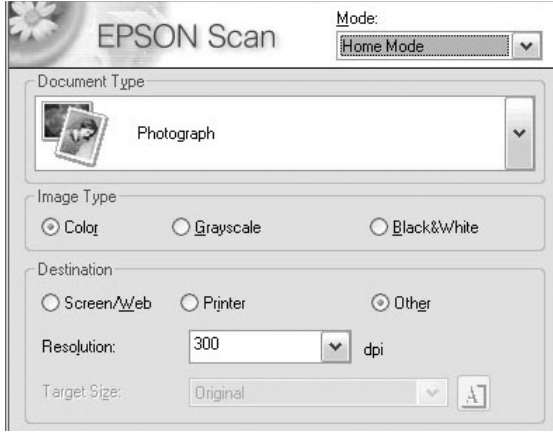 EPSON Scan
Mode:
Home Mode
Document Type
Photograph
Image Type
Color Grayscale Black&White
Destination
Screen/Web Printer Other
Resolution: 300 dpi
Target Size: Original A